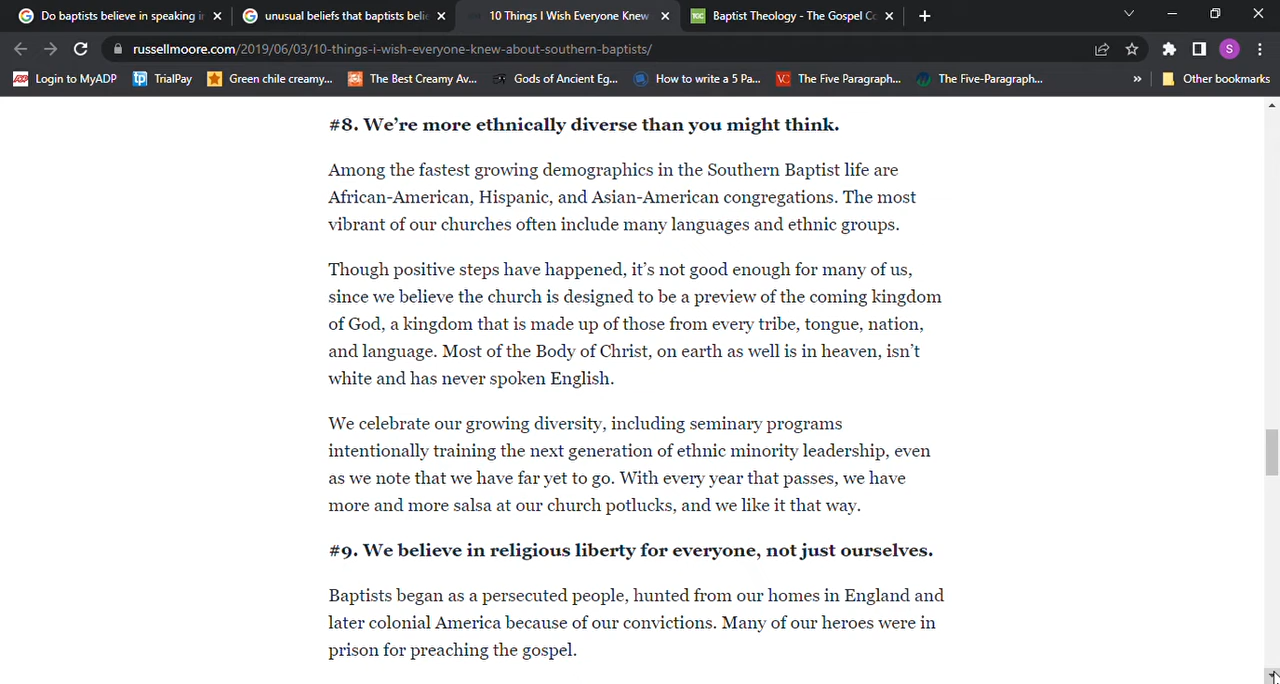 Do baptists believe in speaking i
unusual beliefs that baptists beli
10 Things I Wish Everyone Knew
TGC Baptist Theology - The Gospel Co
russellmoore.com/2019/06/03/10-things-i-wish-everyone-knew-about-southern-baptists/
S
ADP Login to MyADP
tp TrialPay
Green chile creamy...
The Best Creamy Av...
Gods of Ancient Eg...
How to write a 5 Pa...
VC The Five Paragraph...
The Five-Paragraph...
»
Other bookmarks
#8. We’re more ethnically diverse than you might think.
Among the fastest growing demographics in the Southern Baptist life are
African-American, Hispanic, and Asian-American congregations. The most
vibrant of our churches often include many languages and ethnic groups.
Though positive steps have happened, it’s not good enough for many of us,
since we believe the church is designed to be a preview of the coming kingdom
of God, a kingdom that is made up of those from every tribe, tongue, nation,
and language. Most of the Body of Christ, on earth as well is in heaven, isn’t
white and has never spoken English.
We celebrate our growing diversity, including seminary programs
intentionally training the next generation of ethnic minority leadership, even
as we note that we have far yet to go. With every year that passes, we have
more and more salsa at our church potlucks, and we like it that way.
#9. We believe in religious liberty for everyone, not just ourselves.
Baptists began as a persecuted people, hunted from our homes in England and
later colonial America because of our convictions. Many of our heroes were in
prison for preaching the gospel.